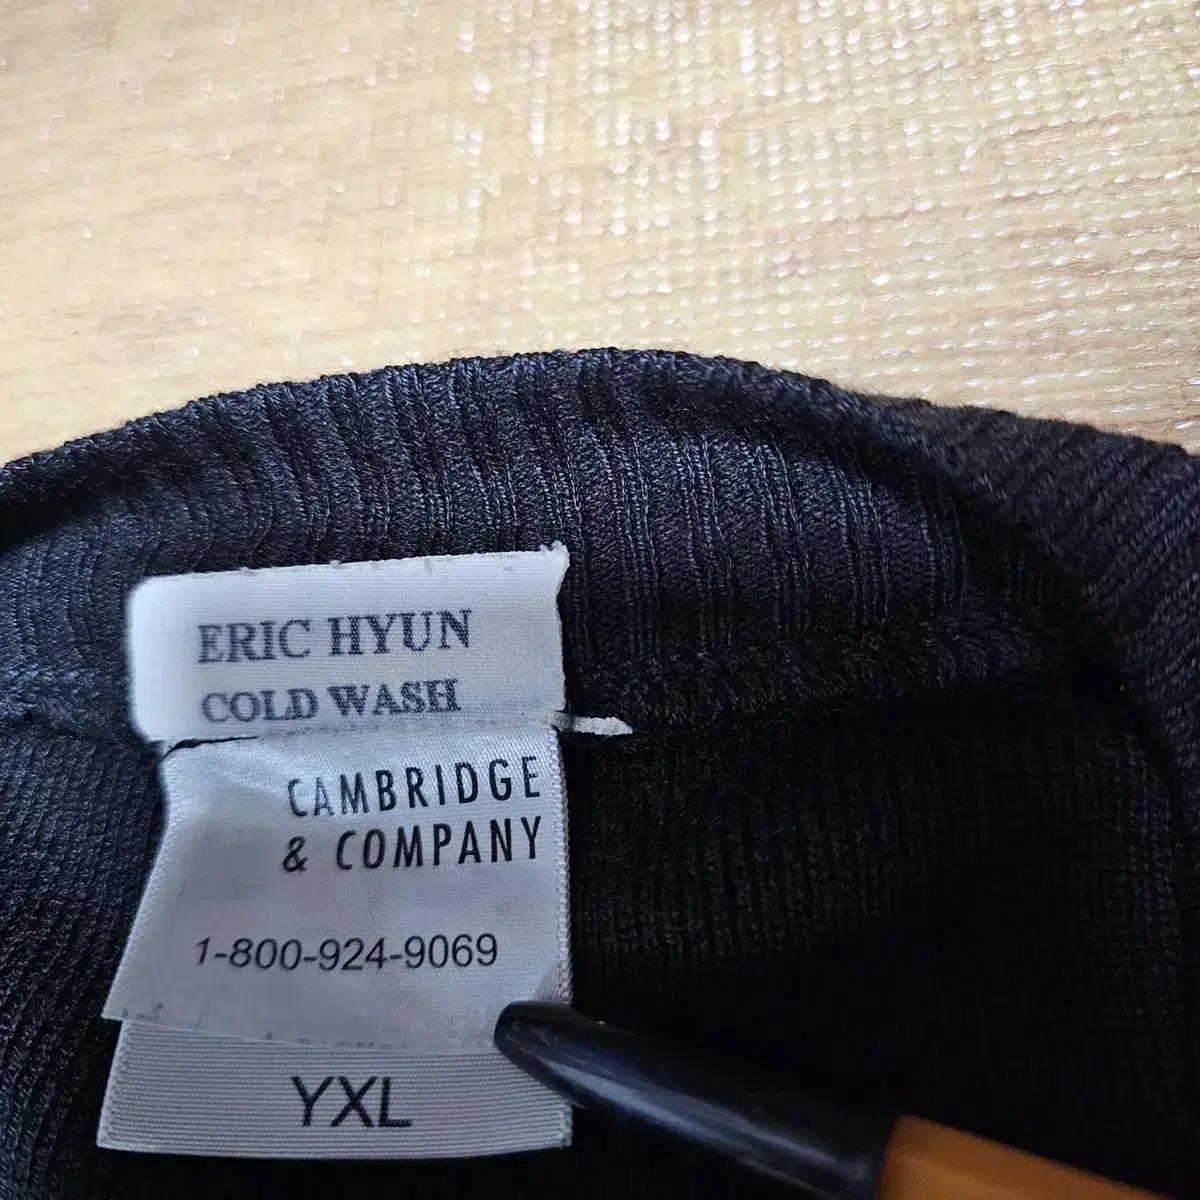 ERIC HYUN
COLD WASH
CAMBRIDGE
& COMPANY
1-800-924-9069
YXL